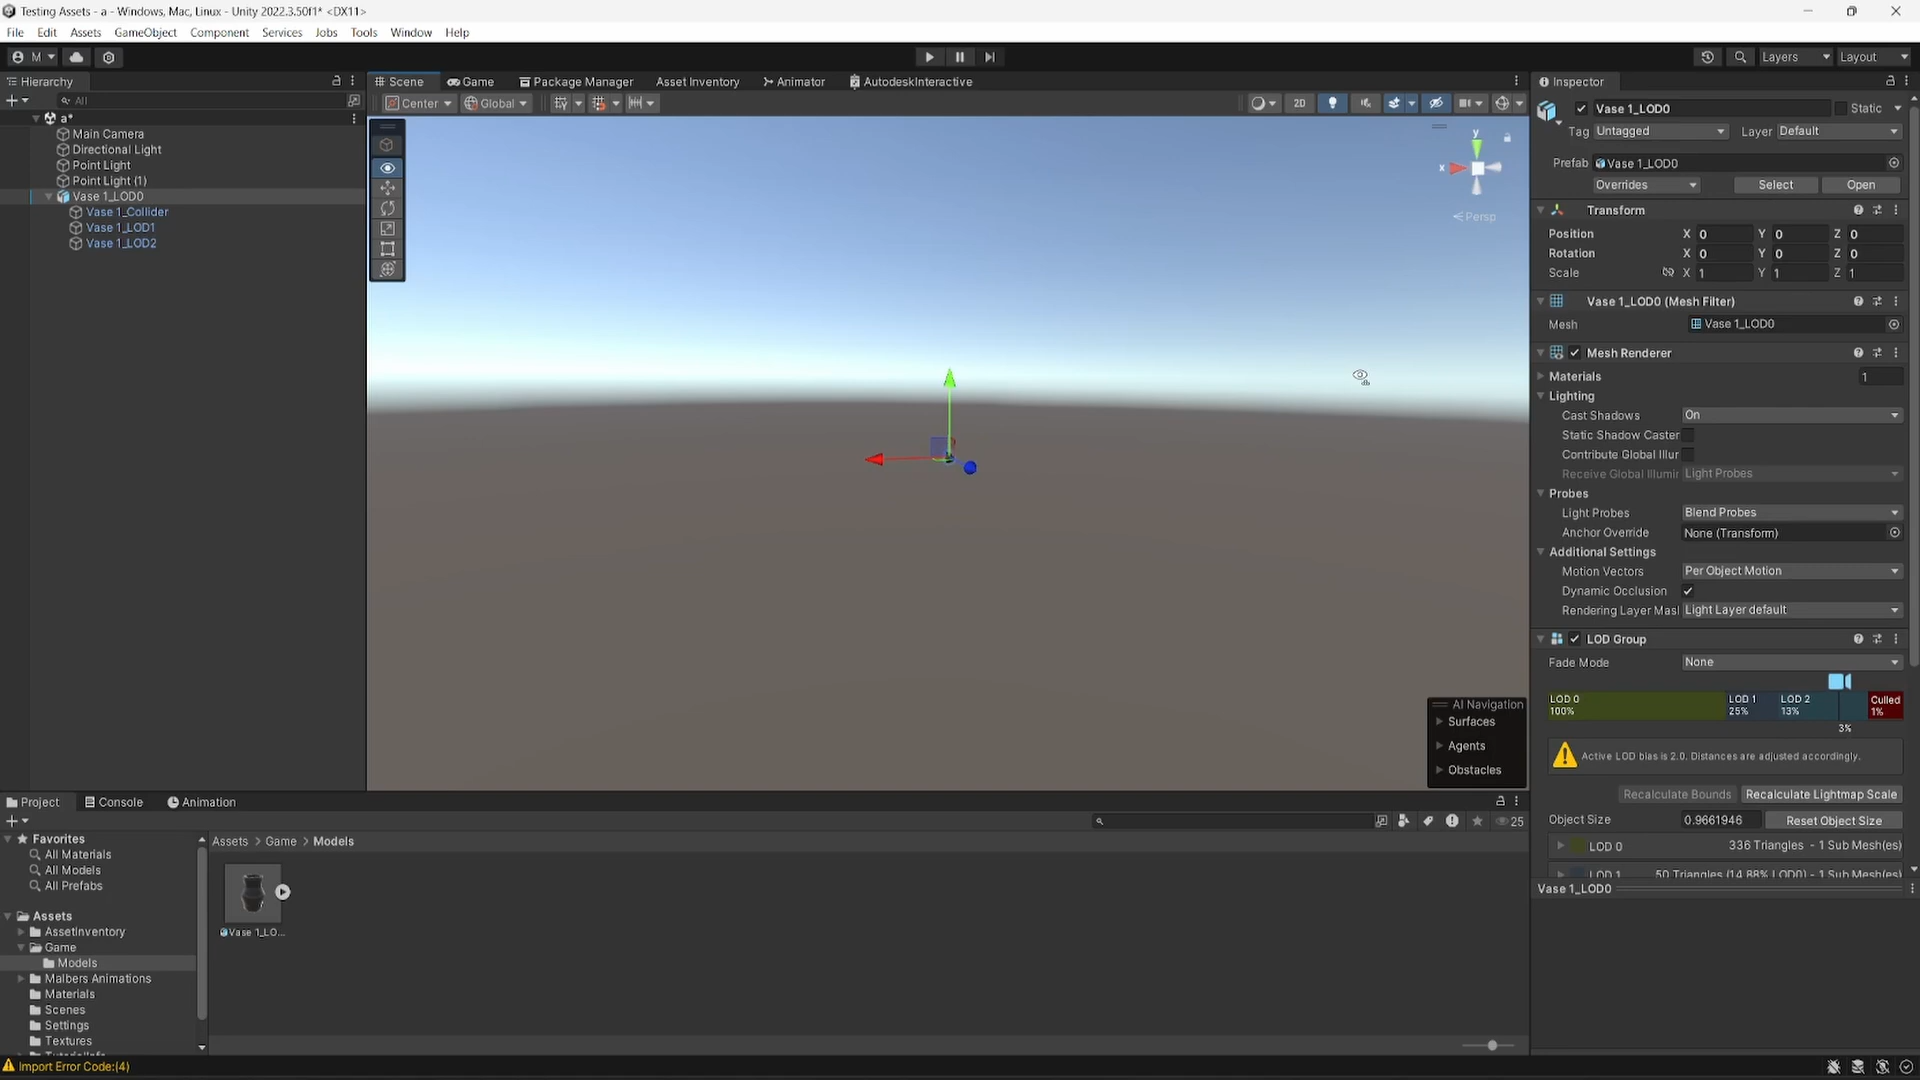 Testing Assets - a - Windows, Mac, Linux - Unity 2022.3.50f1* <DX11>
File Edit Assets GameObject Component Services Jobs Tools Window Help
M Layers Layout
Hierarchy
All
a*
Main Camera
Directional Light
Point Light
Point Light (1)
Vase 1_LOD0
Vase 1_Collider
Vase 1_LOD1
Vase 1_LOD2
Scene Game Package Manager Asset Inventory Animator AutodeskInteractive
Center Global 2D
y
x
Persp
AI Navigation
Surfaces
Agents
Obstacles
Inspector
Vase 1_LOD0 Static
Tag Untagged Layer Default
Prefab Vase 1_LOD0
Overrides Select Open
Transform
Position X 0 Y 0 Z 0
Rotation X 0 Y 0 Z 0
Scale X 1 Y 1 Z 1
Vase 1_LOD0 (Mesh Filter)
Mesh Vase 1_LOD0
Mesh Renderer
Materials 1
Lighting
Cast Shadows On
Static Shadow Caster
Contribute Global Illur
Receive Global Illumir Light Probes
Probes
Light Probes Blend Probes
Anchor Override None (Transform)
Additional Settings
Motion Vectors Per Object Motion
Dynamic Occlusion
Rendering Layer Mas Light Layer default
LOD Group
Fade Mode None
LOD 0 LOD 1 LOD 2 Culled
100% 25% 13% 1%
3%
Active LOD bias is 2.0. Distances are adjusted accordingly.
Recalculate Bounds Recalculate Lightmap Scale
Object Size 0.9661946 Reset Object Size
LOD 0 336 Triangles - 1 Sub Mesh(es)
LOD 1 50 Triangles (14.88% LOD0) - 1 Sub Mesh(es)
Vase 1_LOD0
Project Console Animation
25
Favorites
All Materials
All Models
All Prefabs
Assets
AssetInventory
Game
Models
Malbers Animations
Materials
Scenes
Settings
Textures
Assets > Game > Models
Vase 1_LO...
Import Error Code:(4)